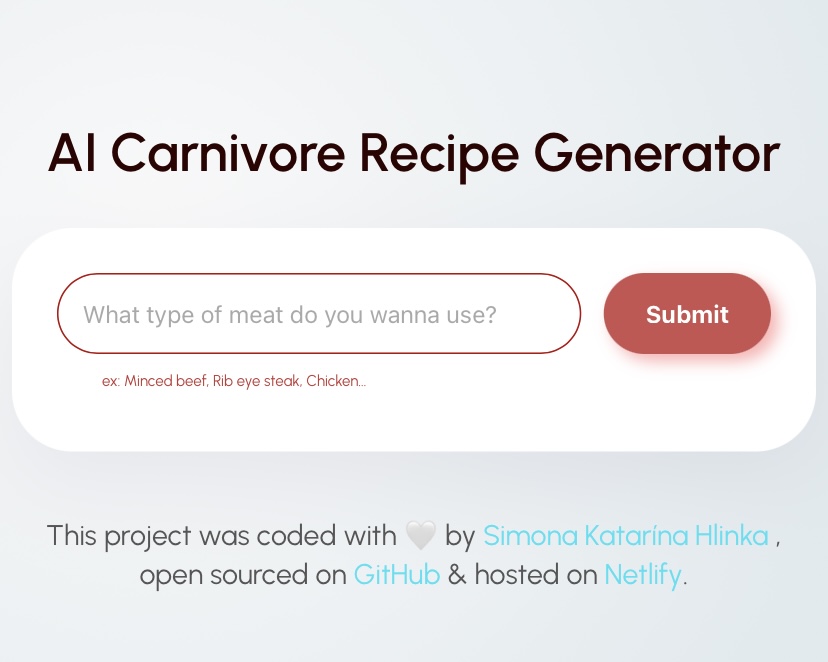 AI Carnivore Recipe Generator
What type of meat do you wanna use?
Submit
ex: Minced beef, Rib eye steak, Chicken...
This project was coded with 🤍 by Simona Katarína Hlinka ,
open sourced on GitHub & hosted on Netlify.